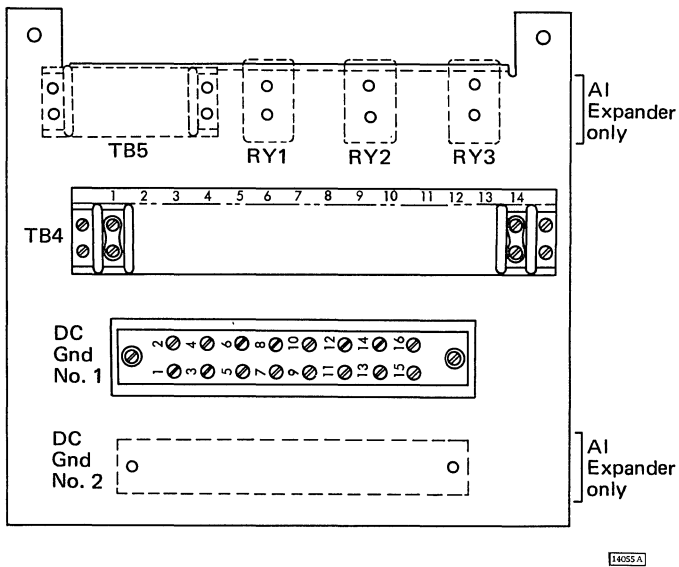 AI
Expander
only
TB5
RY1 RY2 RY3
1 2 3 4 5 6 7 8 9 10 11 12 13 14
TB4
DC
Gnd
No. 1
2 4 6 8 10 12 14 16
1 3 5 7 9 11 13 15
DC
Gnd
No. 2
AI
Expander
only
14055 A